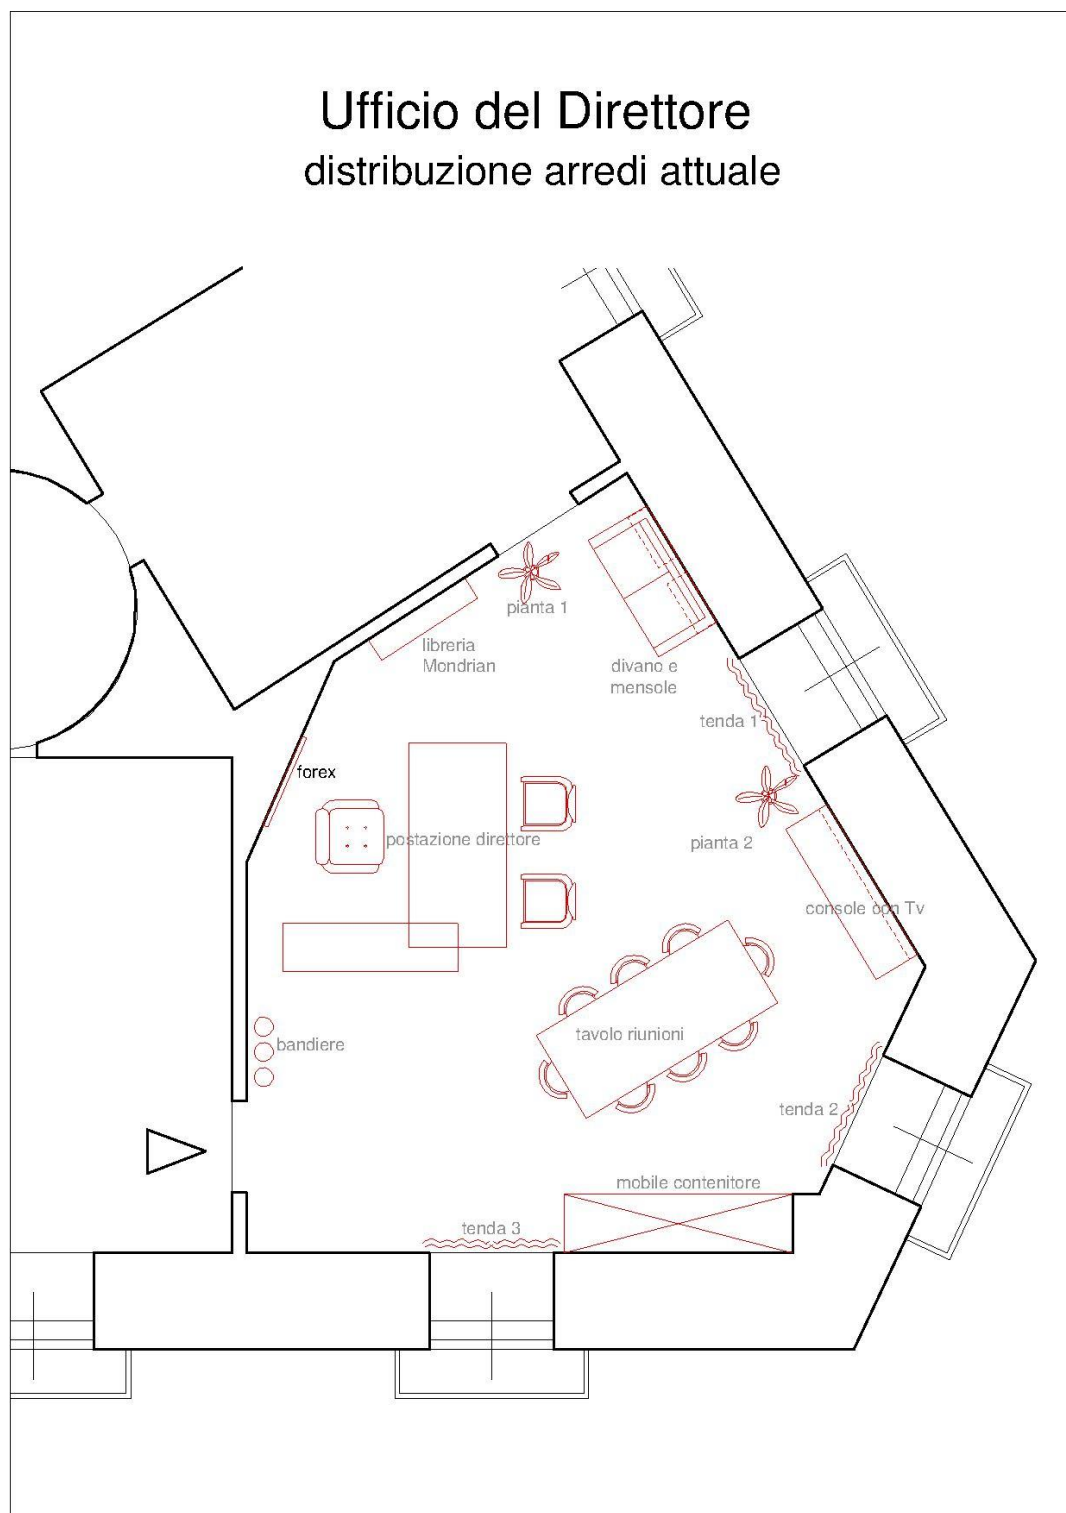 Ufficio del Direttore
distribuzione arredi attuale
pianta 1
libreria
Mondrian
divano e
mensole
tenda 1
forex
postazione direttore
pianta 2
console con Tv
tavolo riunioni
bandiere
tenda 2
mobile contenitore
tenda 3